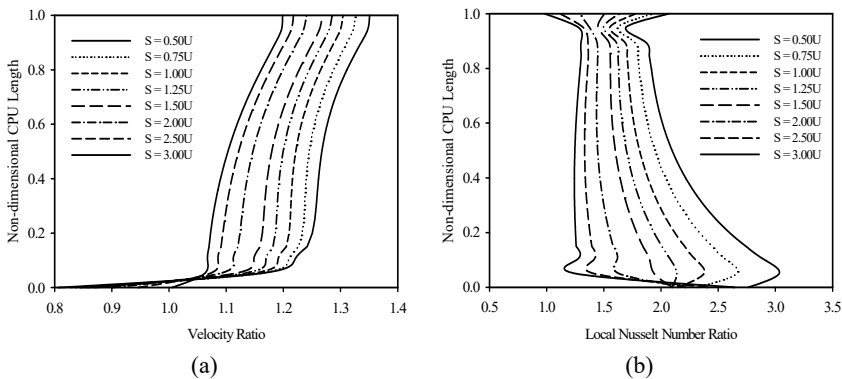 1.0
0.8
0.6
0.4
0.2
0.0
Non-dimensional CPU Length
S = 0.50U
S = 0.75U
S = 1.00U
S = 1.25U
S = 1.50U
S = 2.00U
S = 2.50U
S = 3.00U
0.8 0.9 1.0 1.1 1.2 1.3 1.4
Velocity Ratio
(a)
1.0
0.8
0.6
0.4
0.2
0.0
Non-dimensional CPU Length
S = 0.50U
S = 0.75U
S = 1.00U
S = 1.25U
S = 1.50U
S = 2.00U
S = 2.50U
S = 3.00U
0.5 1.0 1.5 2.0 2.5 3.0 3.5
Local Nusselt Number Ratio
(b)